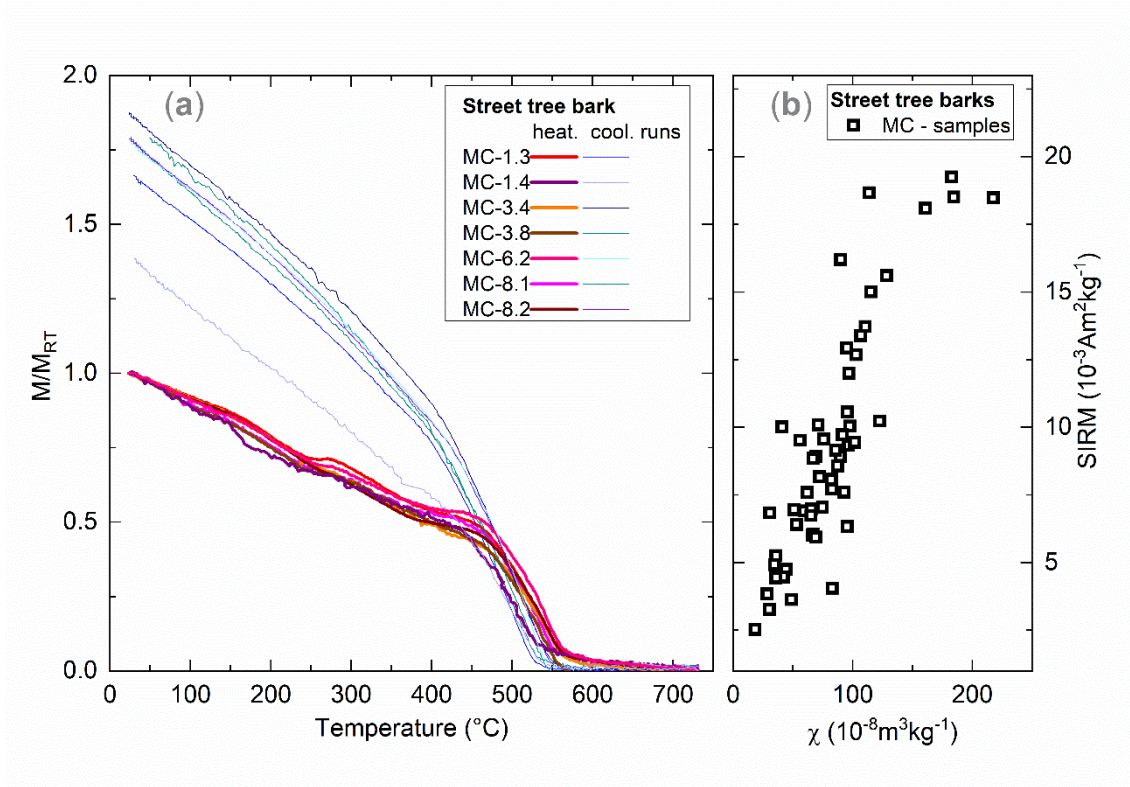 (a)
Street tree bark
heat. cool. runs
MC-1.3
MC-1.4
MC-3.4
MC-3.8
MC-6.2
MC-8.1
MC-8.2
2.0
1.5
1.0
0.5
0.0
M/M_RT
0 100 200 300 400 500 600 700
Temperature (°C)
(b)
Street tree barks
MC - samples
20
15
10
5
SIRM (10⁻³Am²kg⁻¹)
0 100 200
χ (10⁻⁸m³kg⁻¹)